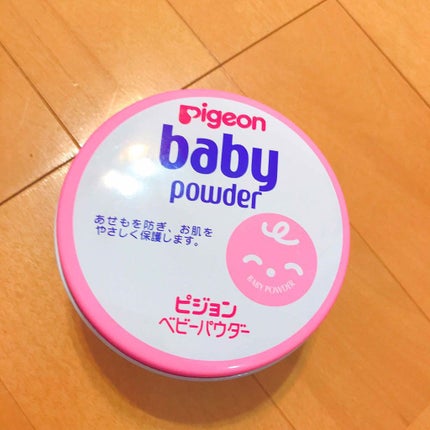 Pigeon
baby
powder
あせもを防ぎ、お肌を
やさしく保護します。
BABY POWDER
ピジョン
ベビーパウダー